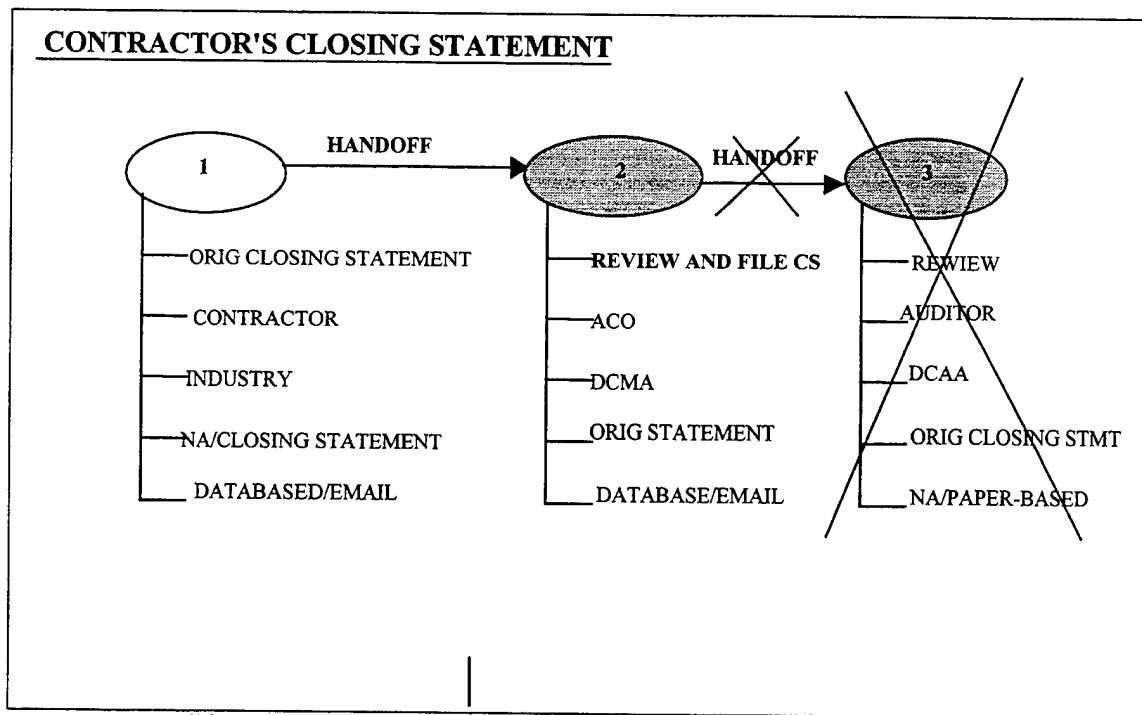 CONTRACTOR'S CLOSING STATEMENT
1
HANDOFF
2
HANDOFF
3
ORIG CLOSING STATEMENT
CONTRACTOR
INDUSTRY
NA/CLOSING STATEMENT
DATABASED/EMAIL
REVIEW AND FILE CS
ACO
DCMA
ORIG STATEMENT
DATABASE/EMAIL
REWIEW
AUDITOR
DCAA
ORIG CLOSING STMT
NA/PAPER-BASED